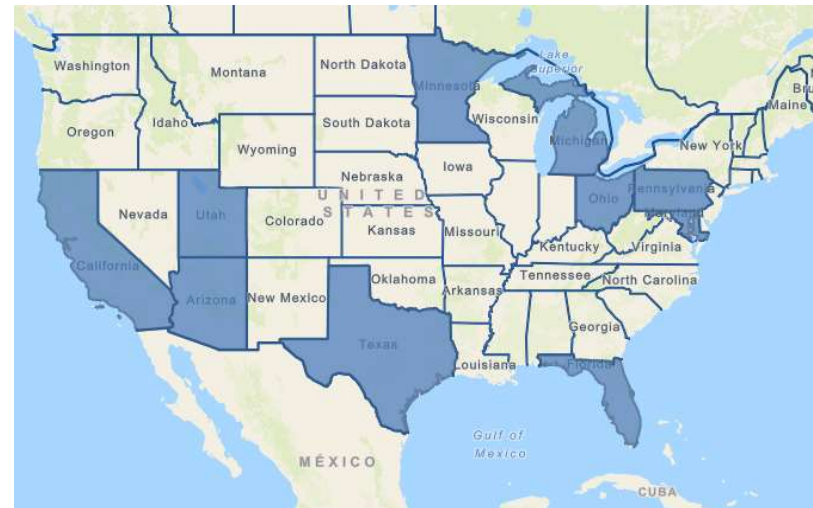 Washington
Montana
North Dakota
Minnesota
Lake
Superior
Oregon
Idaho
South Dakota
Wisconsin
Michigan
New York
Maine
Wyoming
Nebraska
Iowa
UNITED
STATES
Nevada
Utah
Colorado
Kansas
Missouri
Ohio
Pennsylvania
Maryland
Kentucky
Virginia
California
Arizona
New Mexico
Oklahoma
Arkansas
Tennessee
North Carolina
Georgia
Texas
Louisiana
Florida
Gulf of
Mexico
MÉXICO
CUBA